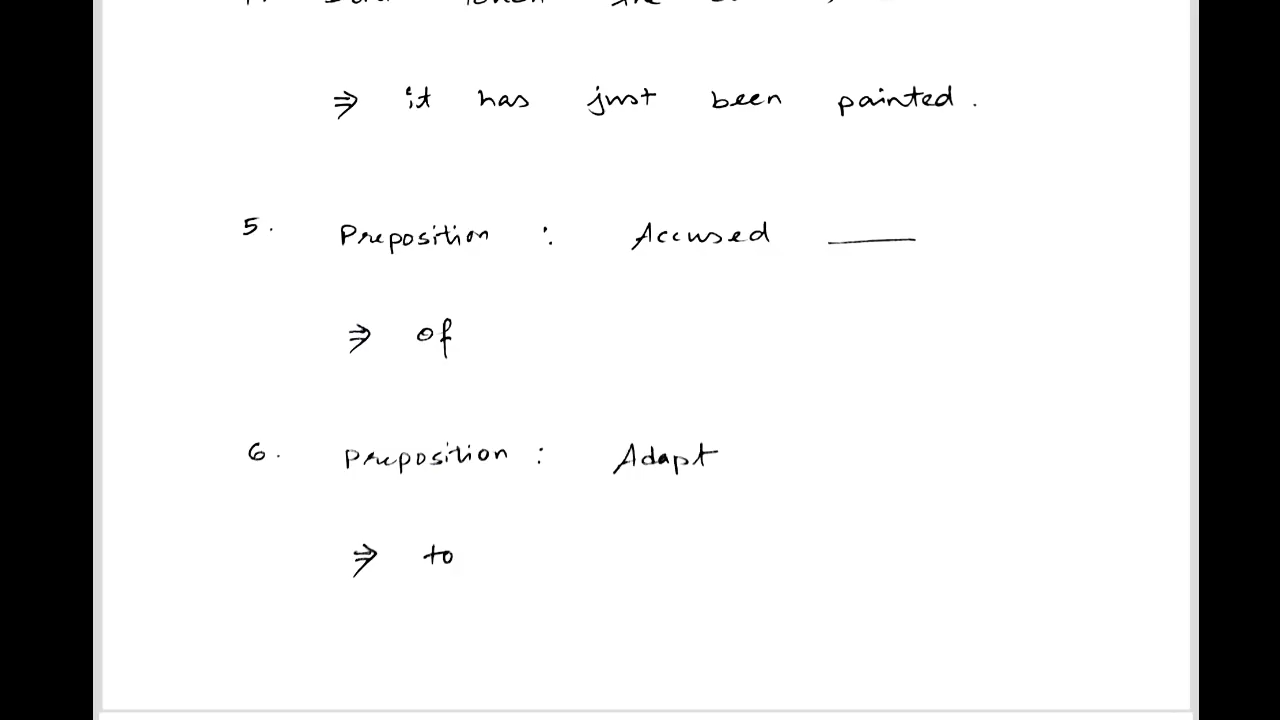 ⇒ it has just been painted.
5. Preposition : Accused ____
⇒ of
6. Preposition : Adapt
⇒ to